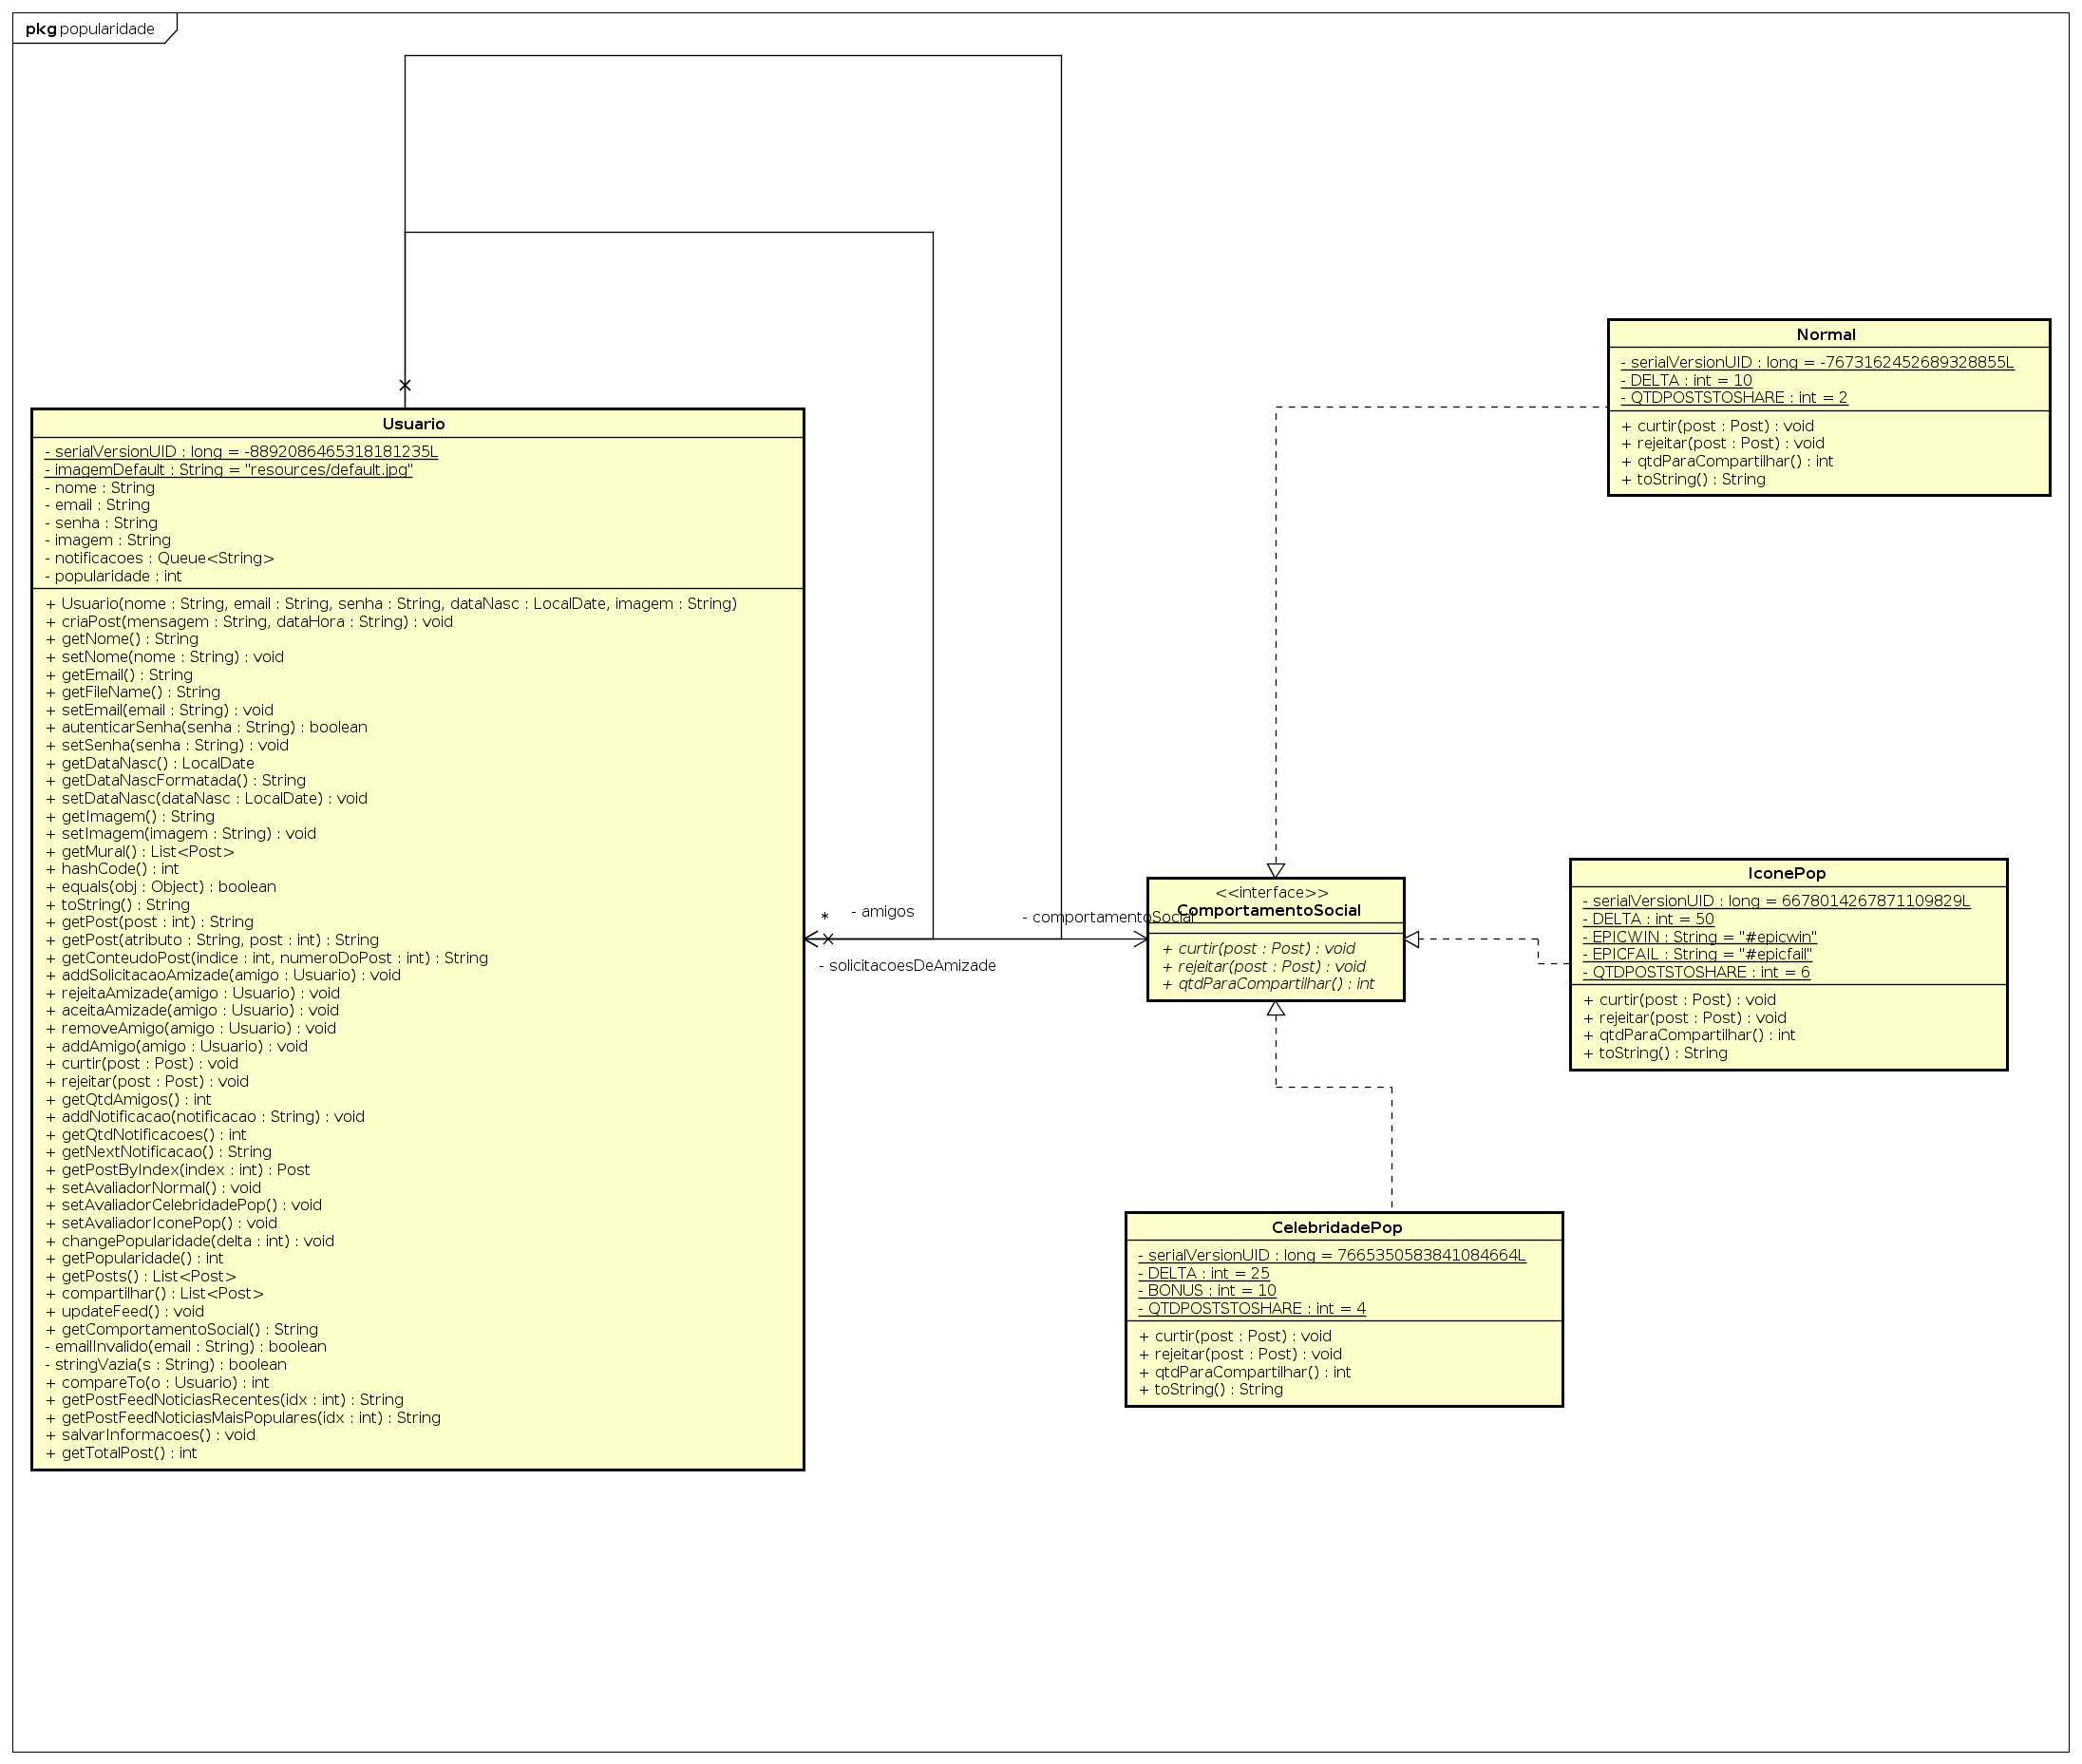 pkg popularidade
Usuario
- serialVersionUID : long = -8892086465318181235L
- imagemDefault : String = "resources/default.jpg"
- nome : String
- email : String
- senha : String
- imagem : String
- notificacoes : Queue<String>
- popularidade : int
+ Usuario(nome : String, email : String, senha : String, dataNasc : LocalDate, imagem : String)
+ criaPost(mensagem : String, dataHora : String) : void
+ getNome() : String
+ setNome(nome : String) : void
+ getEmail() : String
+ getFileName() : String
+ setEmail(email : String) : void
+ autenticarSenha(senha : String) : boolean
+ setSenha(senha : String) : void
+ getDataNasc() : LocalDate
+ getDataNascFormatada() : String
+ setDataNasc(dataNasc : LocalDate) : void
+ getImagem() : String
+ setImagem(imagem : String) : void
+ getMural() : List<Post>
+ hashCode() : int
+ equals(obj : Object) : boolean
+ toString() : String
+ getPost(post : int) : String
+ getPost(atributo : String, post : int) : String
+ getConteudoPost(indice : int, numeroDoPost : int) : String
+ addSolicitacaoAmizade(amigo : Usuario) : void
+ rejeitaAmizade(amigo : Usuario) : void
+ aceitaAmizade(amigo : Usuario) : void
+ removeAmigo(amigo : Usuario) : void
+ addAmigo(amigo : Usuario) : void
+ curtir(post : Post) : void
+ rejeitar(post : Post) : void
+ getQtdAmigos() : int
+ addNotificacao(notificacao : String) : void
+ getQtdNotificacoes() : int
+ getNextNotificacao() : String
+ getPostByIndex(index : int) : Post
+ setAvaliadorNormal() : void
+ setAvaliadorCelebridadePop() : void
+ setAvaliadorIconePop() : void
+ changePopularidade(delta : int) : void
+ getPopularidade() : int
+ getPosts() : List<Post>
+ compartilhar() : List<Post>
+ updateFeed() : void
+ getComportamentoSocial() : String
- emailInvalido(email : String) : boolean
- stringVazia(s : String) : boolean
+ compareTo(o : Usuario) : int
+ getPostFeedNoticiasRecentes(idx : int) : String
+ getPostFeedNoticiasMaisPopulares(idx : int) : String
+ salvarInformacoes() : void
+ getTotalPost() : int
*
- amigos
- solicitacoesDeAmizade
- comportamentoSocial
<<interface>>
ComportamentoSocial
+ curtir(post : Post) : void
+ rejeitar(post : Post) : void
+ qtdParaCompartilhar() : int
Normal
- serialVersionUID : long = -7673162452689328855L
- DELTA : int = 10
- QTDPOSTSTOSHARE : int = 2
+ curtir(post : Post) : void
+ rejeitar(post : Post) : void
+ qtdParaCompartilhar() : int
+ toString() : String
IconePop
- serialVersionUID : long = 6678014267871109829L
- DELTA : int = 50
- EPICWIN : String = "#epicwin"
- EPICFAIL : String = "#epicfail"
- QTDPOSTSTOSHARE : int = 6
+ curtir(post : Post) : void
+ rejeitar(post : Post) : void
+ qtdParaCompartilhar() : int
+ toString() : String
CelebridadePop
- serialVersionUID : long = 7665350583841084664L
- DELTA : int = 25
- BONUS : int = 10
- QTDPOSTSTOSHARE : int = 4
+ curtir(post : Post) : void
+ rejeitar(post : Post) : void
+ qtdParaCompartilhar() : int
+ toString() : String